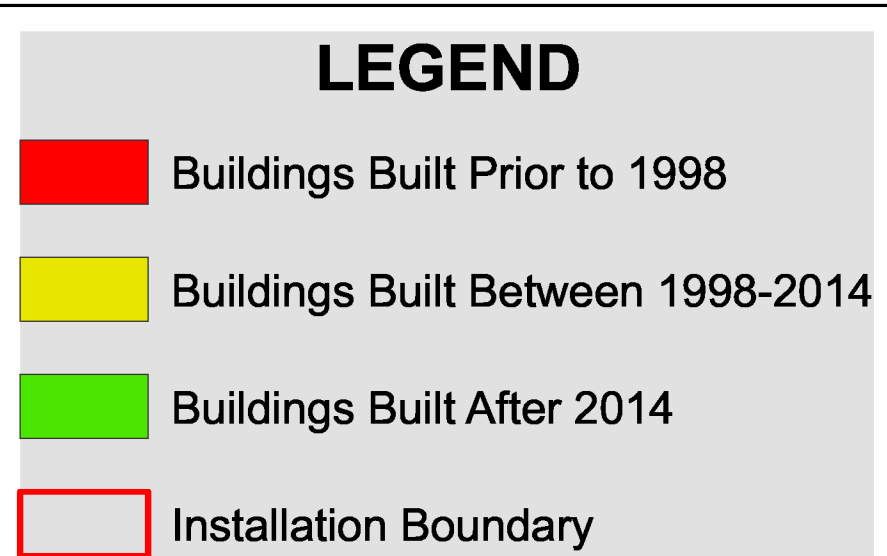 LEGEND
Buildings Built Prior to 1998
Buildings Built Between 1998-2014
Buildings Built After 2014
Installation Boundary